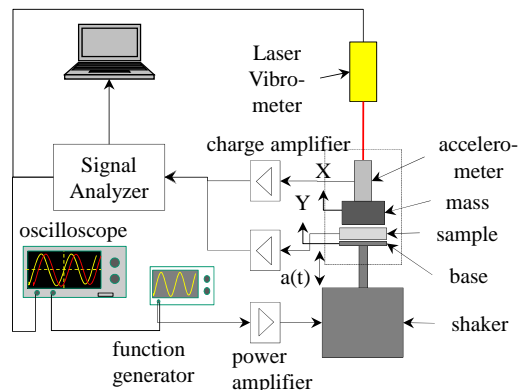 Laser
Vibro-
meter
charge amplifier
accelero-
meter
X
Signal
Analyzer
mass
Y
oscilloscope
sample
a(t)
base
shaker
function
generator
power
amplifier